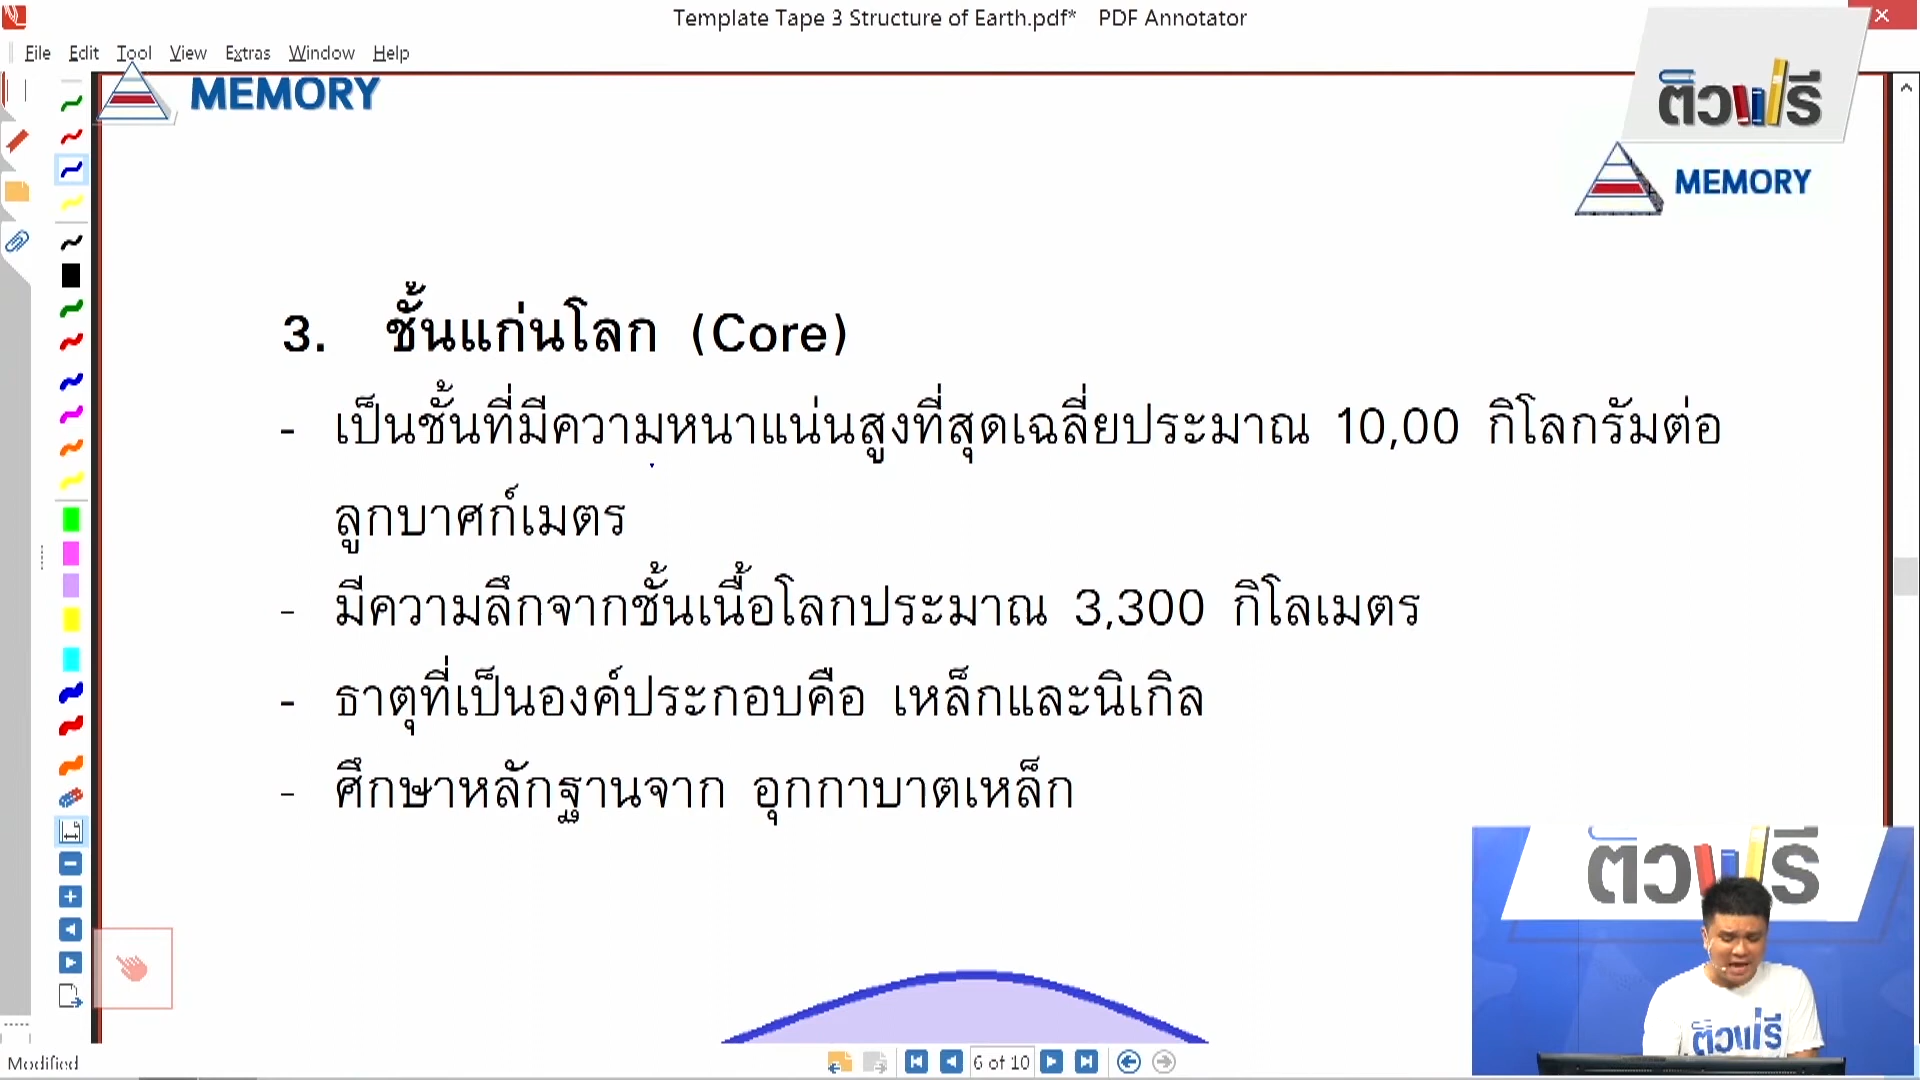 Template Tape 3 Structure of Earth.pdf* PDF Annotator
File Edit Tool View Extras Window Help
MEMORY
ติวฟรี
MEMORY
3. ชั้นแก่นโลก (Core)
- เป็นชั้นที่มีความหนาแน่นสูงที่สุดเฉลี่ยประมาณ 10,00 กิโลกรัมต่อ
ลูกบาศก์เมตร
- มีความลึกจากชั้นเนื้อโลกประมาณ 3,300 กิโลเมตร
- ธาตุที่เป็นองค์ประกอบคือ เหล็กและนิเกิล
- ศึกษาหลักฐานจาก อุกกาบาตเหล็ก
ติวฟรี
ติวฟรี
Modified
6 of 10